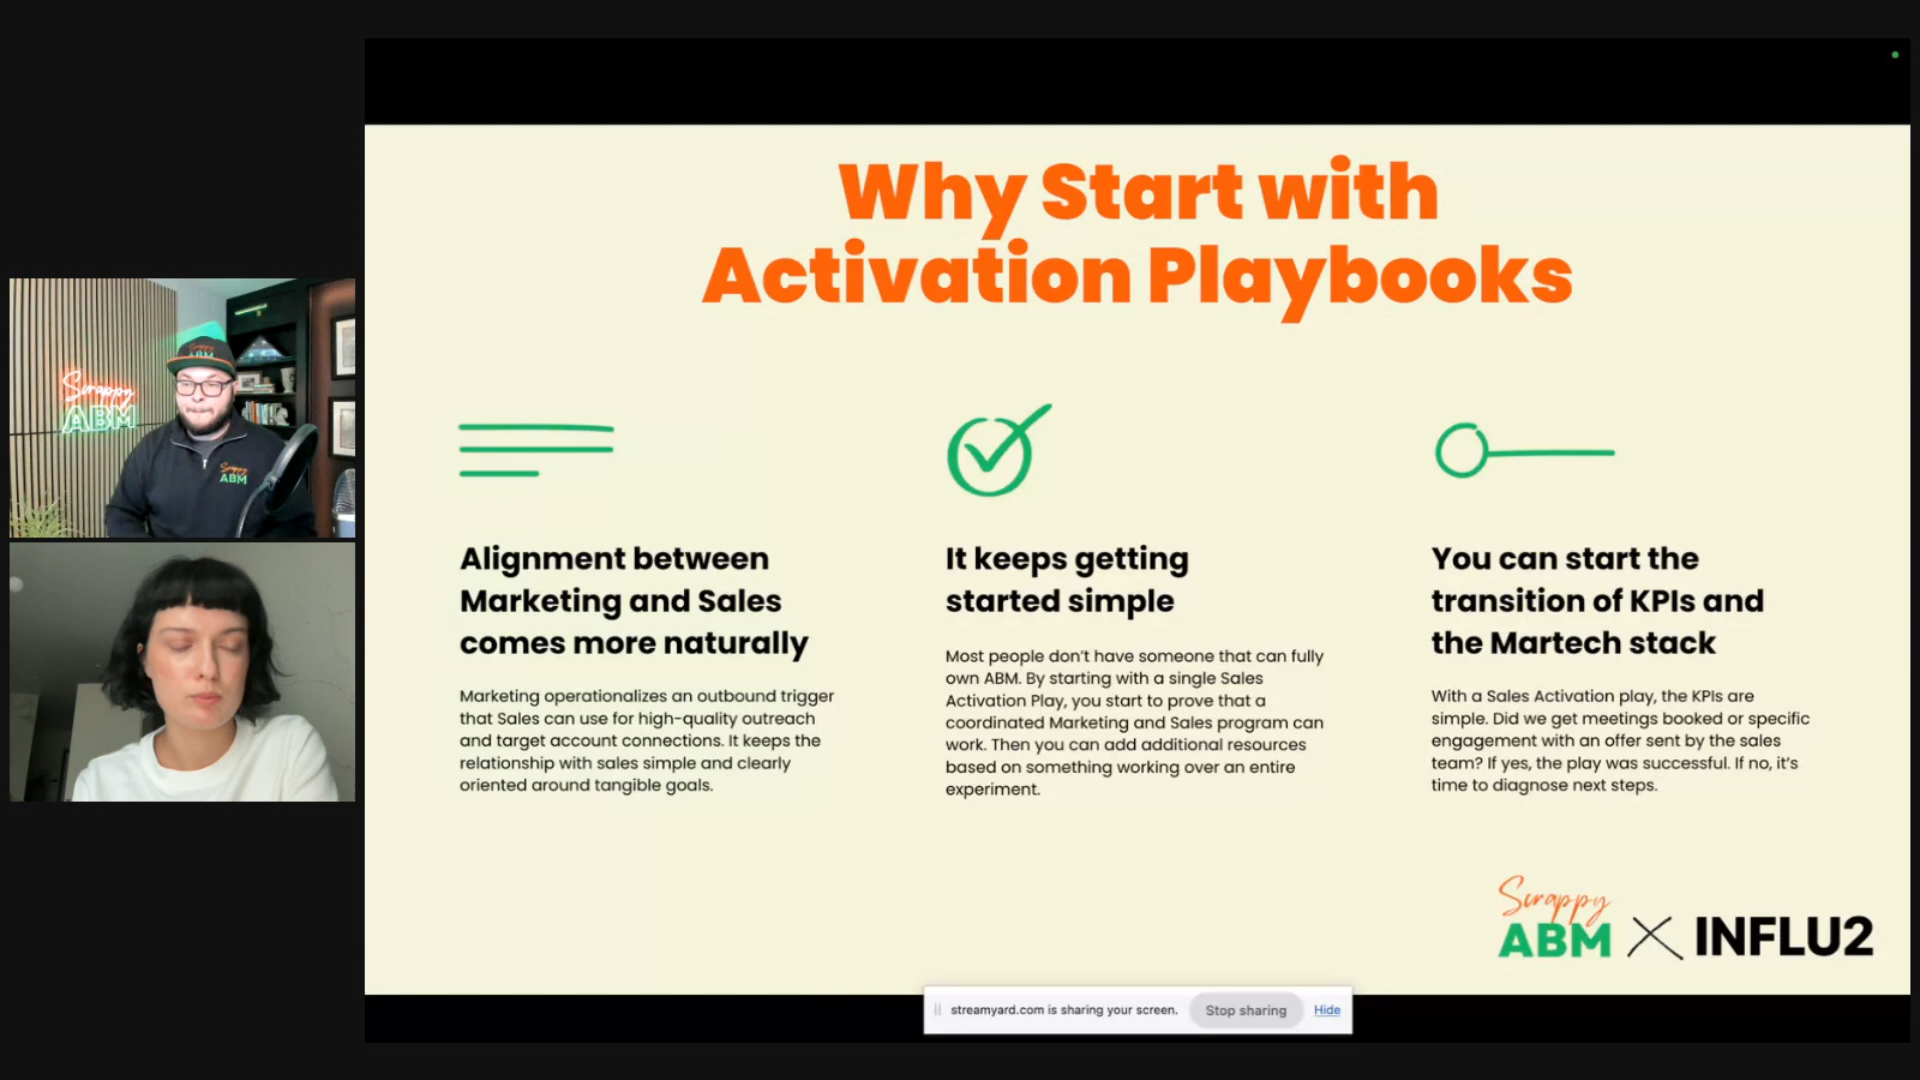 Why Start with
Activation Playbooks
Alignment between
Marketing and Sales
comes more naturally
Marketing operationalizes an outbound trigger
that Sales can use for high-quality outreach
and target account connections. It keeps the
relationship with sales simple and clearly
oriented around tangible goals.
It keeps getting
started simple
Most people don't have someone that can fully
own ABM. By starting with a single Sales
Activation Play, you start to prove that a
coordinated Marketing and Sales program can
work. Then you can add additional resources
based on something working over an entire
experiment.
You can start the
transition of KPIs and
the Martech stack
With a Sales Activation play, the KPIs are
simple. Did we get meetings booked or specific
engagement with an offer sent by the sales
team? If yes, the play was successful. If no, it's
time to diagnose next steps.
Scrappy
ABM X INFLU2
streamyard.com is sharing your screen. Stop sharing Hide
Scrappy
ABM
Scrappy
ABM
Scrappy
ABM